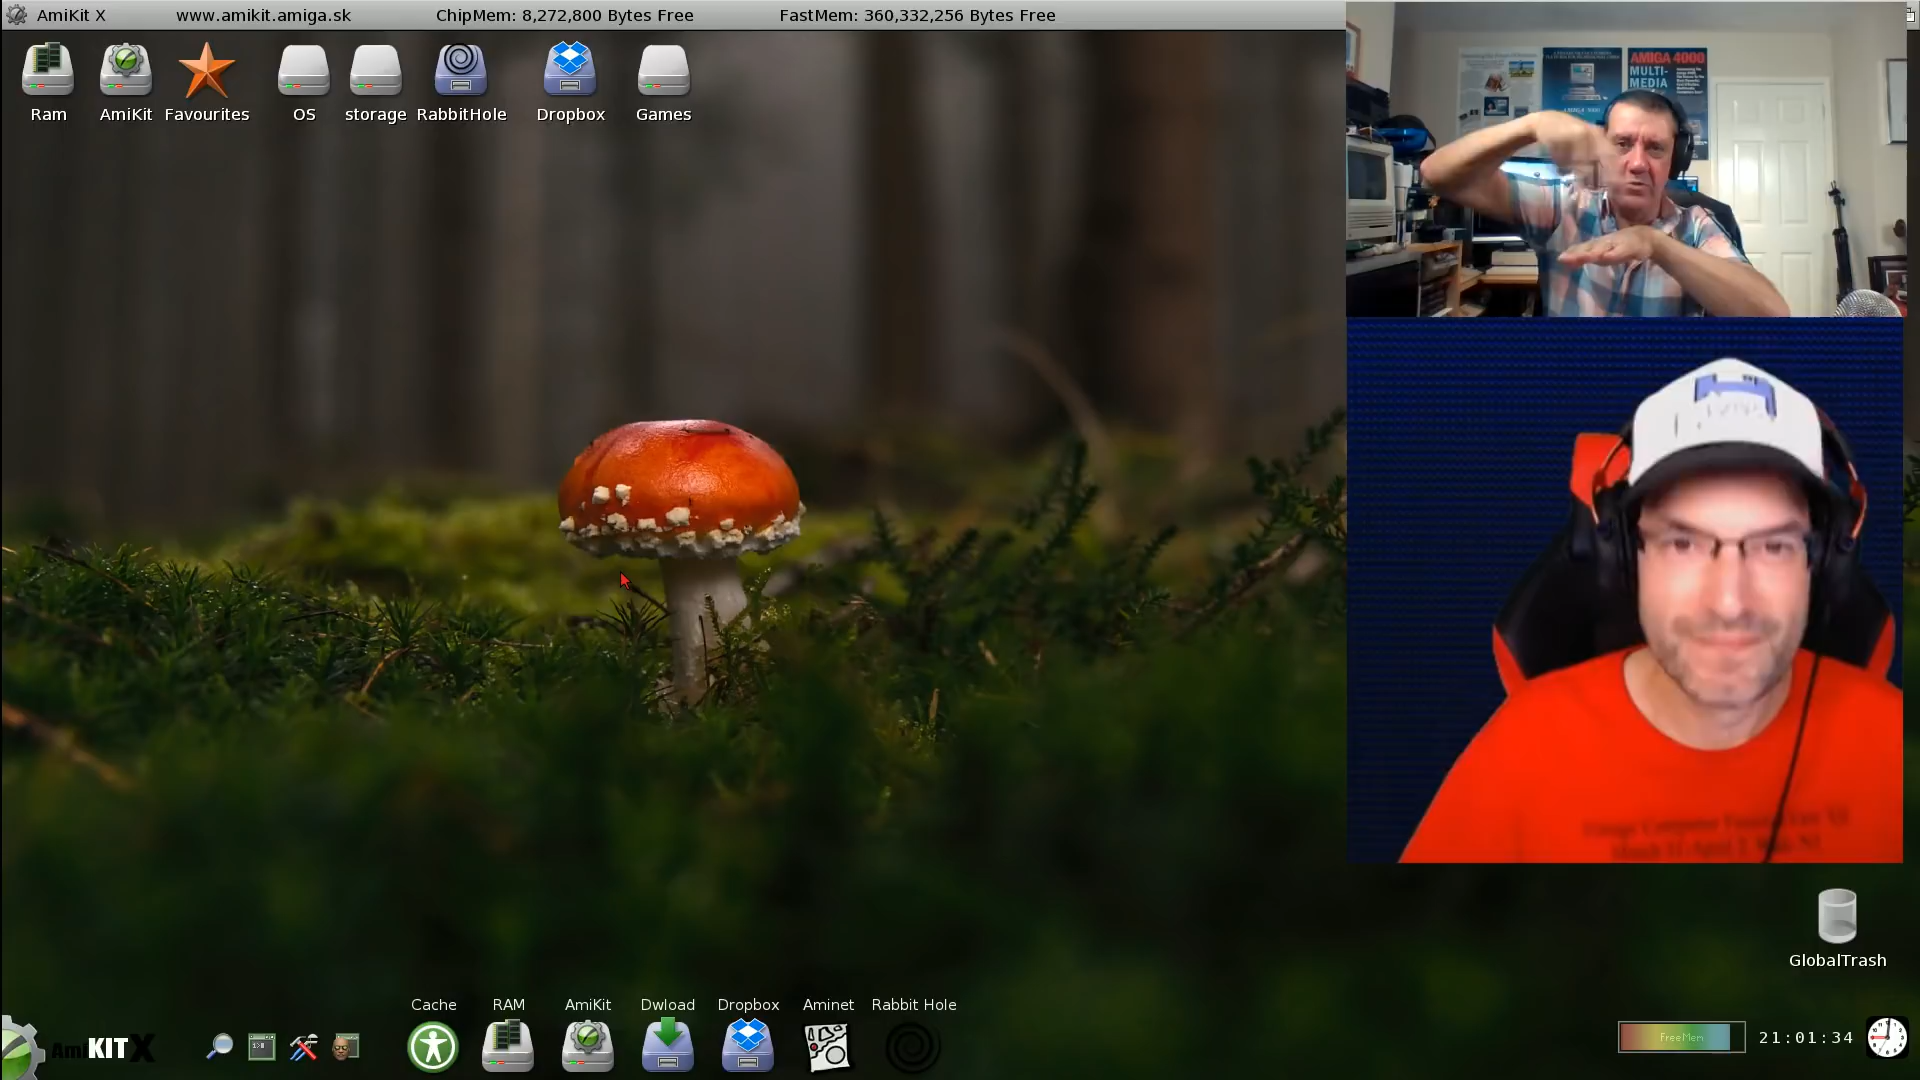 AmiKit X
www.amikit.amiga.sk
ChipMem: 8,272,800 Bytes Free
FastMem: 360,332,256 Bytes Free
AMIGA 4000
MULTI-
MEDIA
Ram
AmiKit
Favourites
OS
storage
RabbitHole
Dropbox
Games
GlobalTrash
Cache
RAM
AmiKit
Dwload
Dropbox
Aminet
Rabbit Hole
AmiKITX
FreeMem
21:01:34